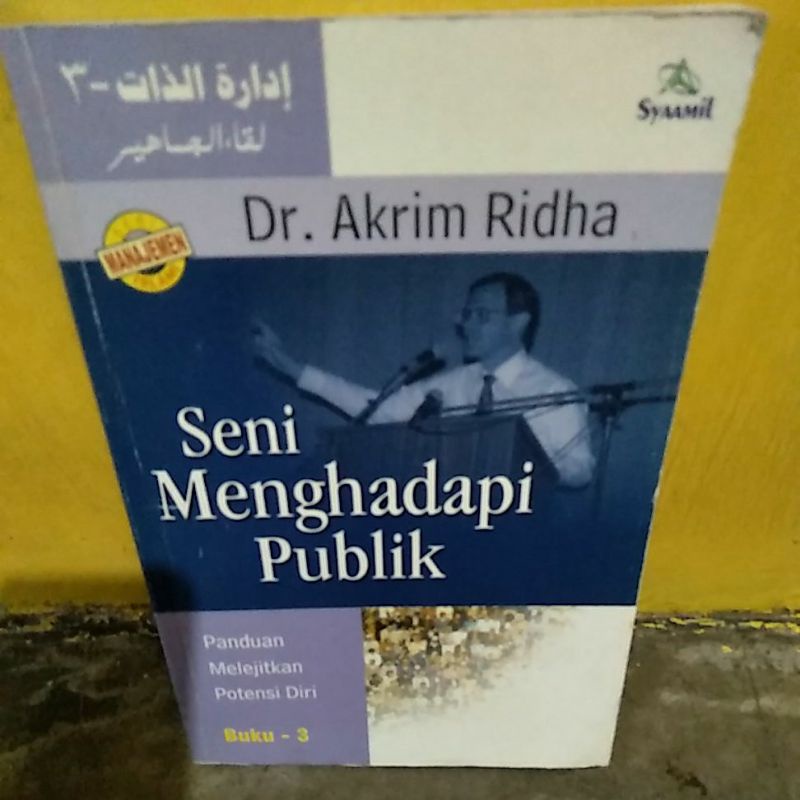 إدارة الذات - ٣
لقاء الجماهير
Syaamil
Dr. Akrim Ridha
MANAJEMEN
Seni
Menghadapi
Publik
Panduan
Melejitkan
Potensi Diri
Buku - 3